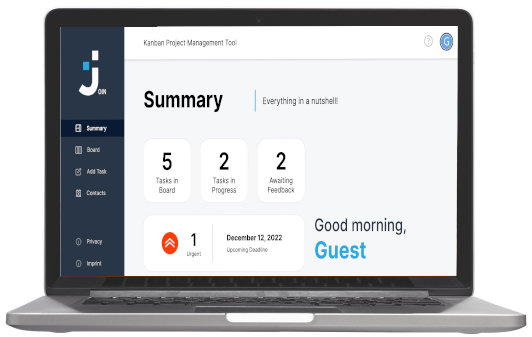 Kanban Project Management Tool
G
JOIN
Summary
Everything in a nutshell!
Summary
Board
Add Task
Contacts
Privacy
Imprint
5
Tasks in
Board
2
Tasks in
Progress
2
Awaiting
Feedback
1
Urgent
December 12, 2022
Upcoming Deadline
Good morning,
Guest